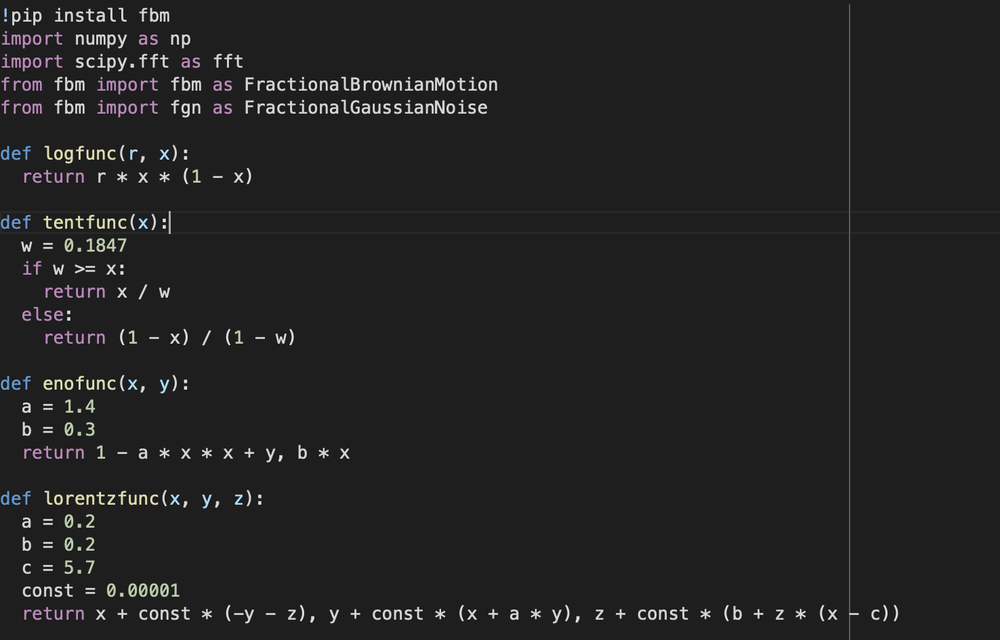 !pip install fbm
import numpy as np
import scipy.fft as fft
from fbm import fbm as FractionalBrownianMotion
from fbm import fgn as FractionalGaussianNoise

def logfunc(r, x):
  return r * x * (1 - x)

def tentfunc(x):
  w = 0.1847
  if w >= x:
    return x / w
  else:
    return (1 - x) / (1 - w)

def enofunc(x, y):
  a = 1.4
  b = 0.3
  return 1 - a * x * x + y, b * x

def lorentzfunc(x, y, z):
  a = 0.2
  b = 0.2
  c = 5.7
  const = 0.00001
  return x + const * (-y - z), y + const * (x + a * y), z + const * (b + z * (x - c))